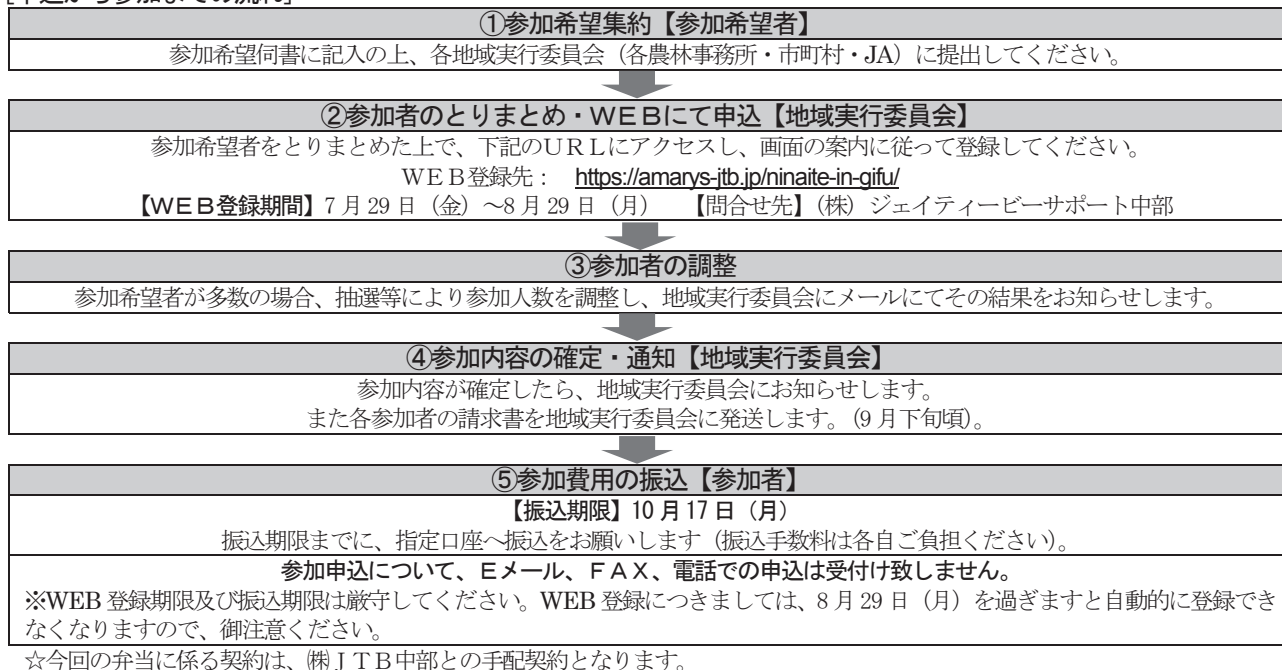 [申込から参加までの流れ]
①参加希望集約【参加希望者】
参加希望伺書に記入の上、各地域実行委員会（各農林事務所・市町村・JA）に提出してください。
②参加者のとりまとめ・ＷＥＢにて申込【地域実行委員会】
参加希望者をとりまとめた上で、下記のＵＲＬにアクセスし、画面の案内に従って登録してください。
ＷＥＢ登録先： https://amarys-jtb.jp/ninaite-in-gifu/
【ＷＥＢ登録期間】7 月 29 日（金）～8 月 29 日（月） 【問合せ先】（株）ジェイティービーサポート中部
③参加者の調整
参加希望者が多数の場合、抽選等により参加人数を調整し、地域実行委員会にメールにてその結果をお知らせします。
④参加内容の確定・通知【地域実行委員会】
参加内容が確定したら、地域実行委員会にお知らせします。
また各参加者の請求書を地域実行委員会に発送します。（9 月下旬頃）。
⑤参加費用の振込【参加者】
【振込期限】10 月 17 日（月）
振込期限までに、指定口座へ振込をお願いします（振込手数料は各自ご負担ください）。
参加申込について、Ｅメール、ＦＡＸ、電話での申込は受付け致しません。
※WEB 登録期限及び振込期限は厳守してください。WEB 登録につきましては、8 月 29 日（月）を過ぎますと自動的に登録でき
なくなりますので、御注意ください。
☆今回の弁当に係る契約は、㈱ＪＴＢ中部との手配契約となります。